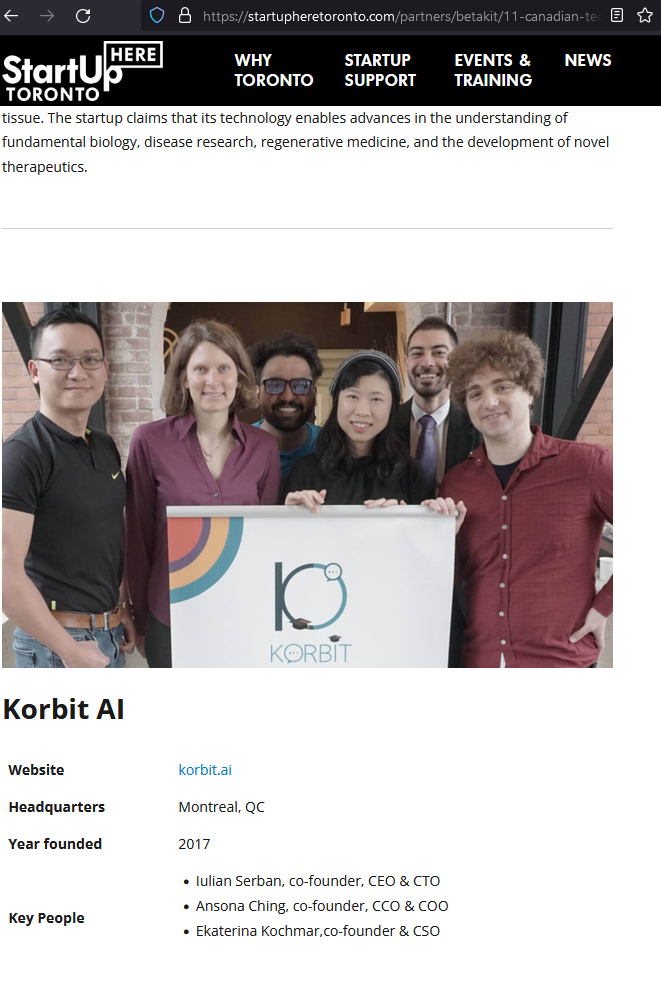 https://startupheretoronto.com/partners/betakit/11-canadian-te
StartUp HERE
TORONTO
WHY
TORONTO
STARTUP
SUPPORT
EVENTS &
TRAINING
NEWS
tissue. The startup claims that its technology enables advances in the understanding of
fundamental biology, disease research, regenerative medicine, and the development of novel
therapeutics.
KORBIT
Korbit AI
Website korbit.ai
Headquarters Montreal, QC
Year founded 2017
Key People
• Iulian Serban, co-founder, CEO & CTO
• Ansona Ching, co-founder, CCO & COO
• Ekaterina Kochmar,co-founder & CSO